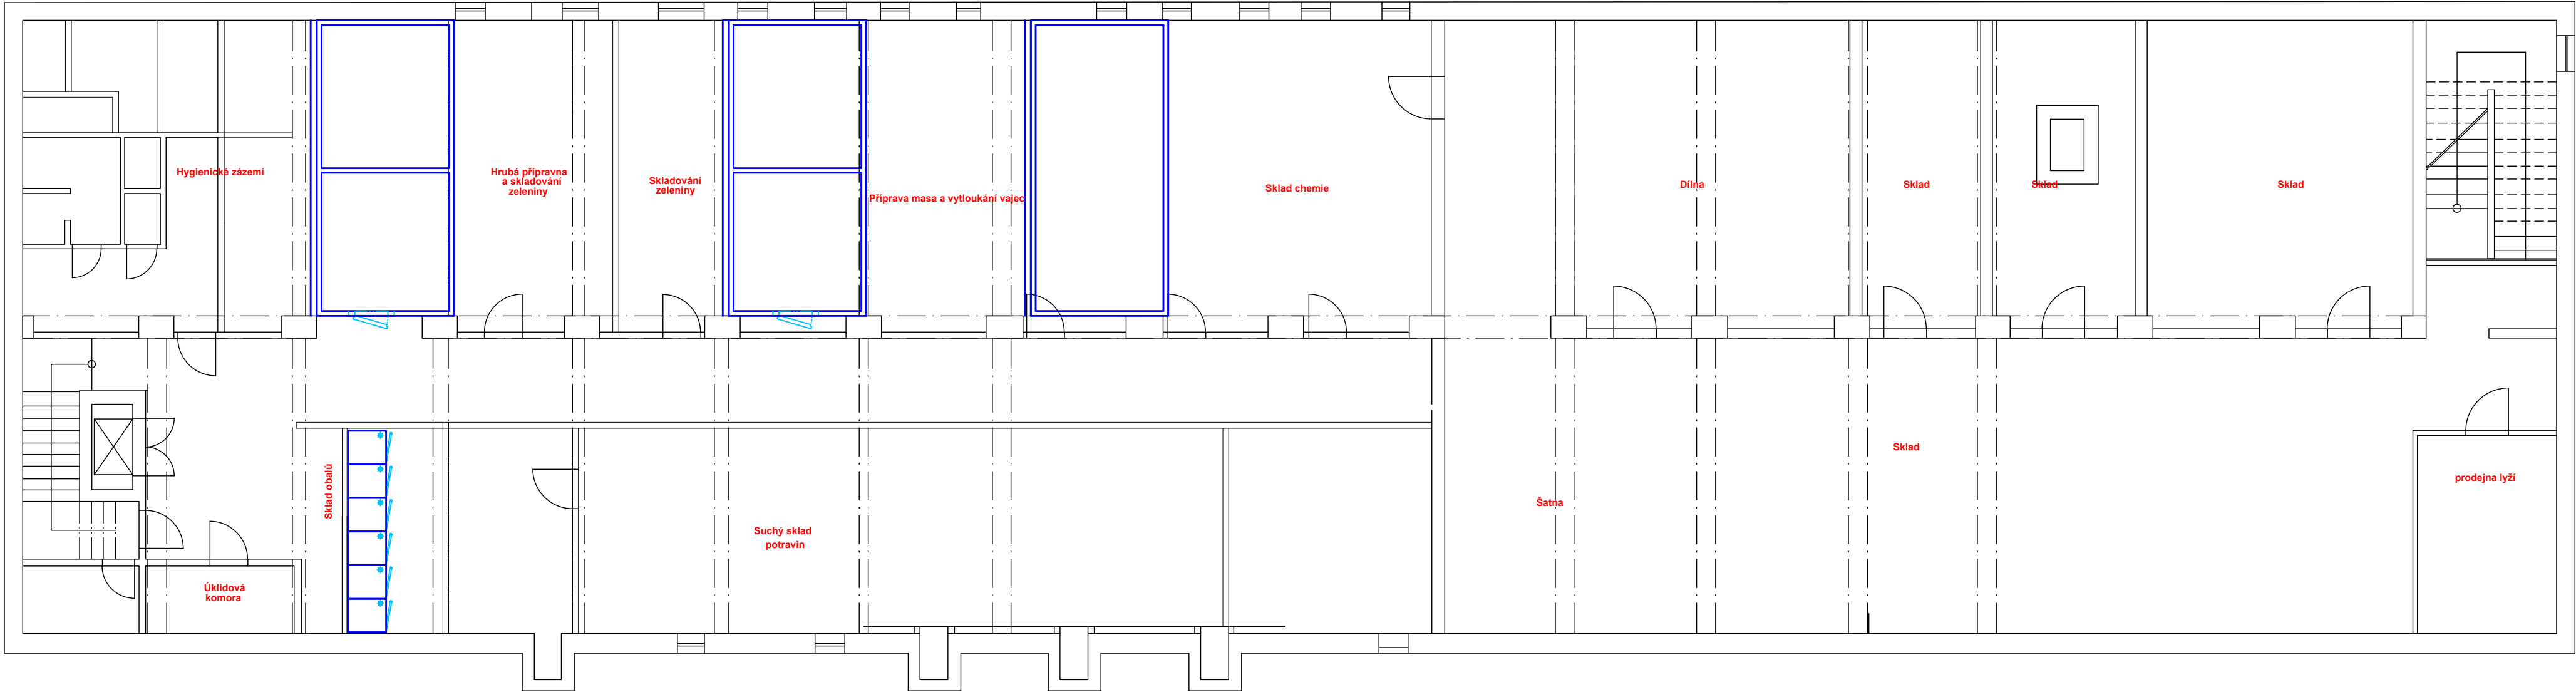 Hygienické zázemí
Hrubá přípravna
a skladování
zeleniny
Skladování
zeleniny
Příprava masa a vytloukání vajec
Sklad chemie
Dílna
Sklad
Sklad
Sklad
Sklad obalů
Úklidová
komora
Suchý sklad
potravin
Šatna
Sklad
prodejna lyží